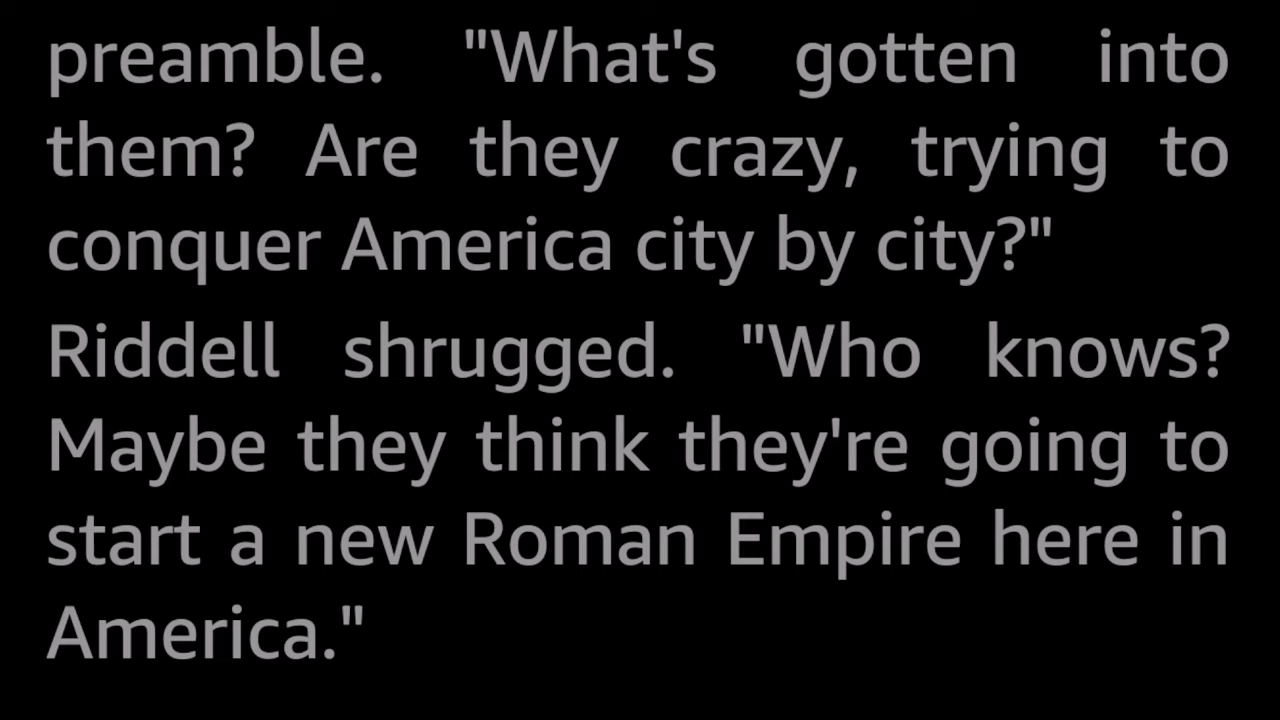 preamble. "What's gotten into
them? Are they crazy, trying to
conquer America city by city?"
Riddell shrugged. "Who knows?
Maybe they think they're going to
start a new Roman Empire here in
America."